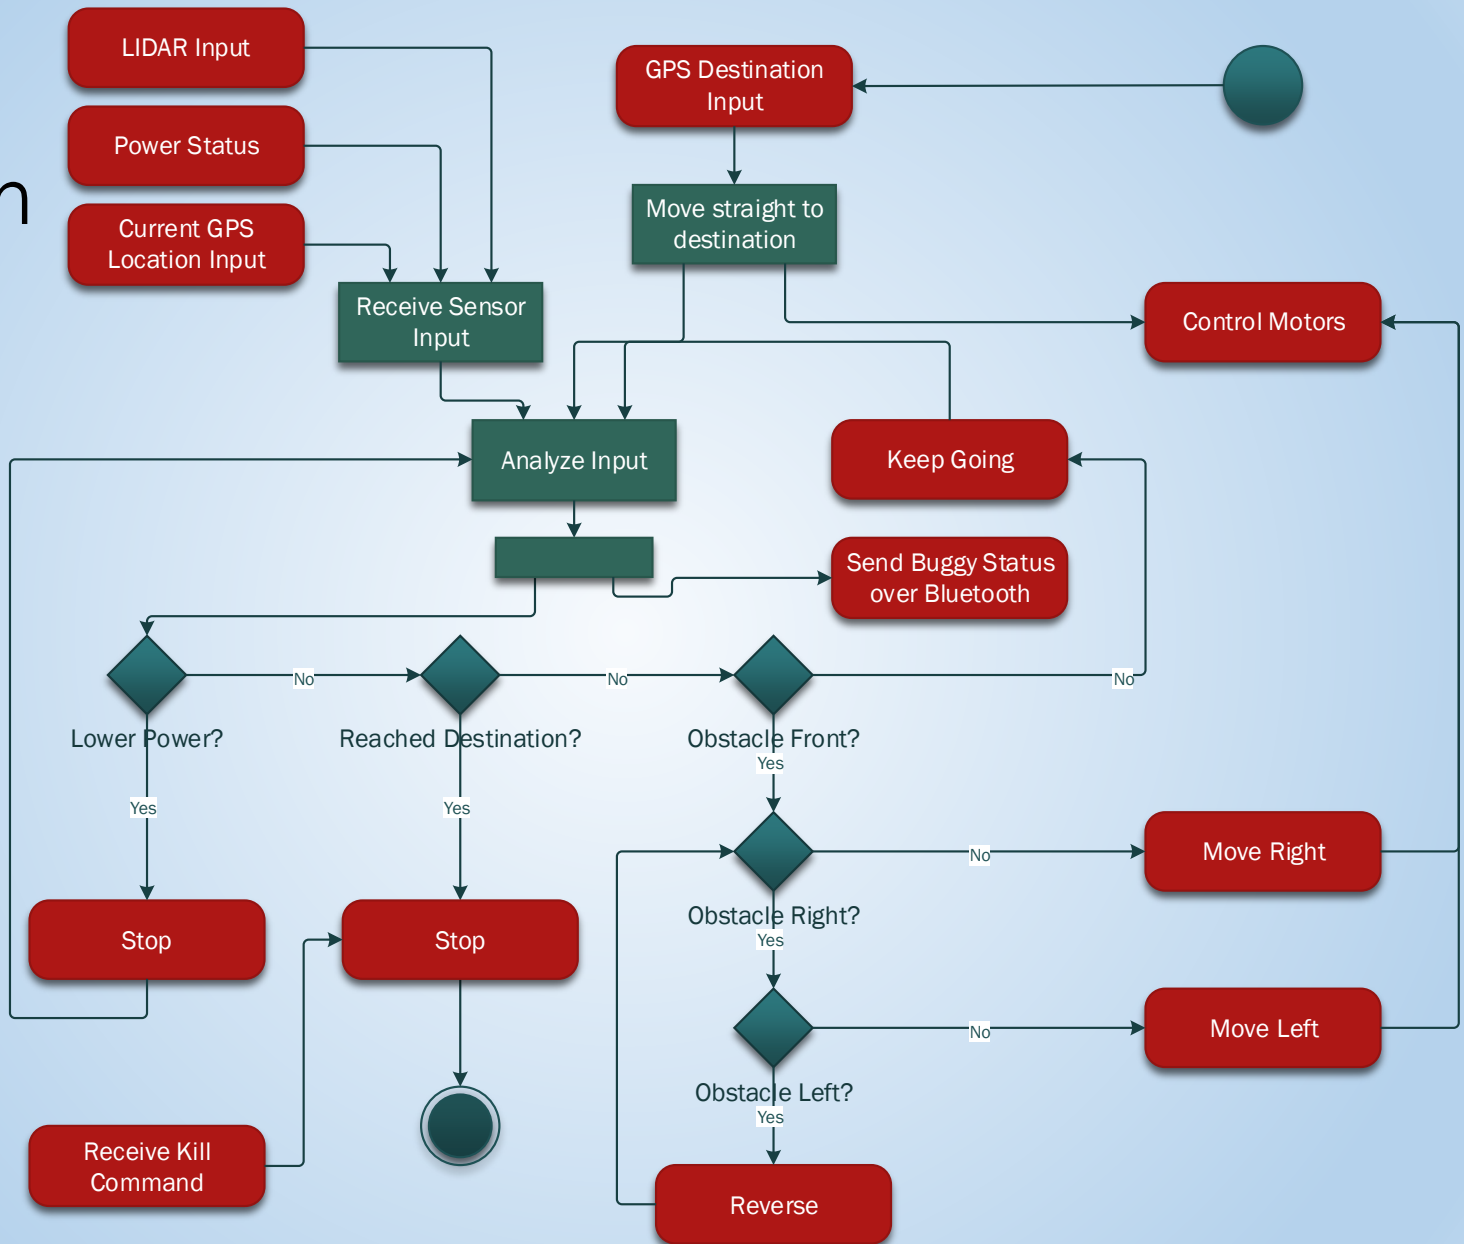 LIDAR Input
GPS Destination
Input
Power Status
n
Current GPS
Location Input
Move straight to
destination
Receive Sensor
Input
Control Motors
Analyze Input
Keep Going
Send Buggy Status
over Bluetooth
No
No
No
Lower Power?
Reached Destination?
Obstacle Front?
Yes
Yes
Yes
No
Move Right
Obstacle Right?
Stop
Stop
Yes
No
Move Left
Obstacle Left?
Yes
Receive Kill
Command
Reverse